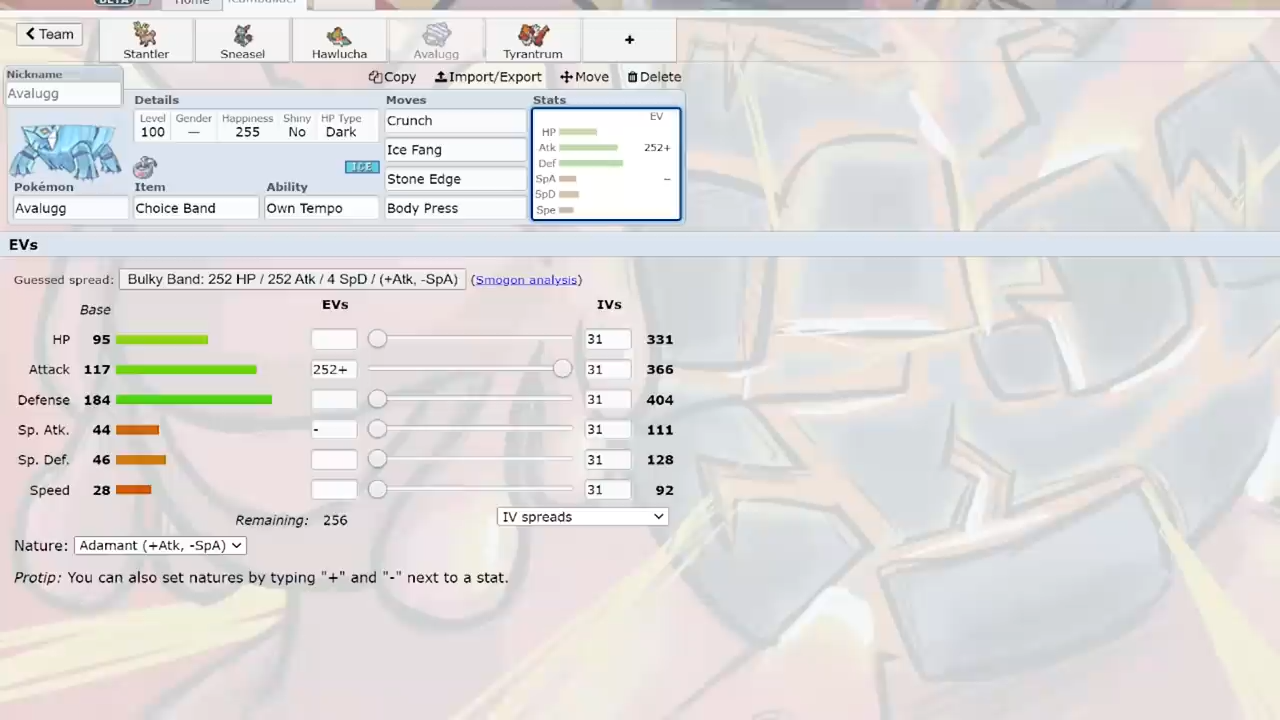 BETA Home Teambuilder
< Team
Stantler Sneasel Hawlucha Avalugg Tyrantrum +
Copy Import/Export Move Delete
Nickname
Avalugg
Details Moves Stats
Level Gender Happiness Shiny HP Type
100 — 255 No Dark
Crunch
Ice Fang
Stone Edge
Body Press
EV
HP
Atk 252+
Def
SpA –
SpD
Spe
ICE
Pokémon Item Ability
Avalugg Choice Band Own Tempo
EVs
Guessed spread: Bulky Band: 252 HP / 252 Atk / 4 SpD / (+Atk, -SpA) (Smogon analysis)
Base EVs IVs
HP 95 31 331
Attack 117 252+ 31 366
Defense 184 31 404
Sp. Atk. 44 - 31 111
Sp. Def. 46 31 128
Speed 28 31 92
Remaining: 256 IV spreads
Nature: Adamant (+Atk, -SpA)
Protip: You can also set natures by typing "+" and "-" next to a stat.